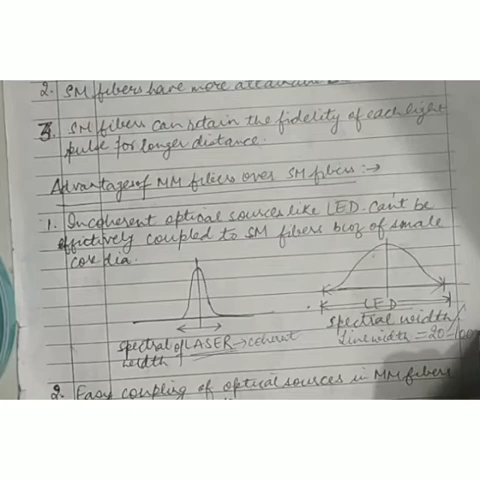 2. SM fibers have more
3. SM fibers can retain the fidelity of each light
pulse for longer distance.
Advantages of MM fibers over SM fibers :→
1. Incoherent optical sources like LED can't be
effictively coupled to SM fibers bcoz of small
core dia.
LED
spectral width/
linewidth = 20-100
spectral of LASER → coherent
width
2. Easy coupling of optical sources in MM fibers